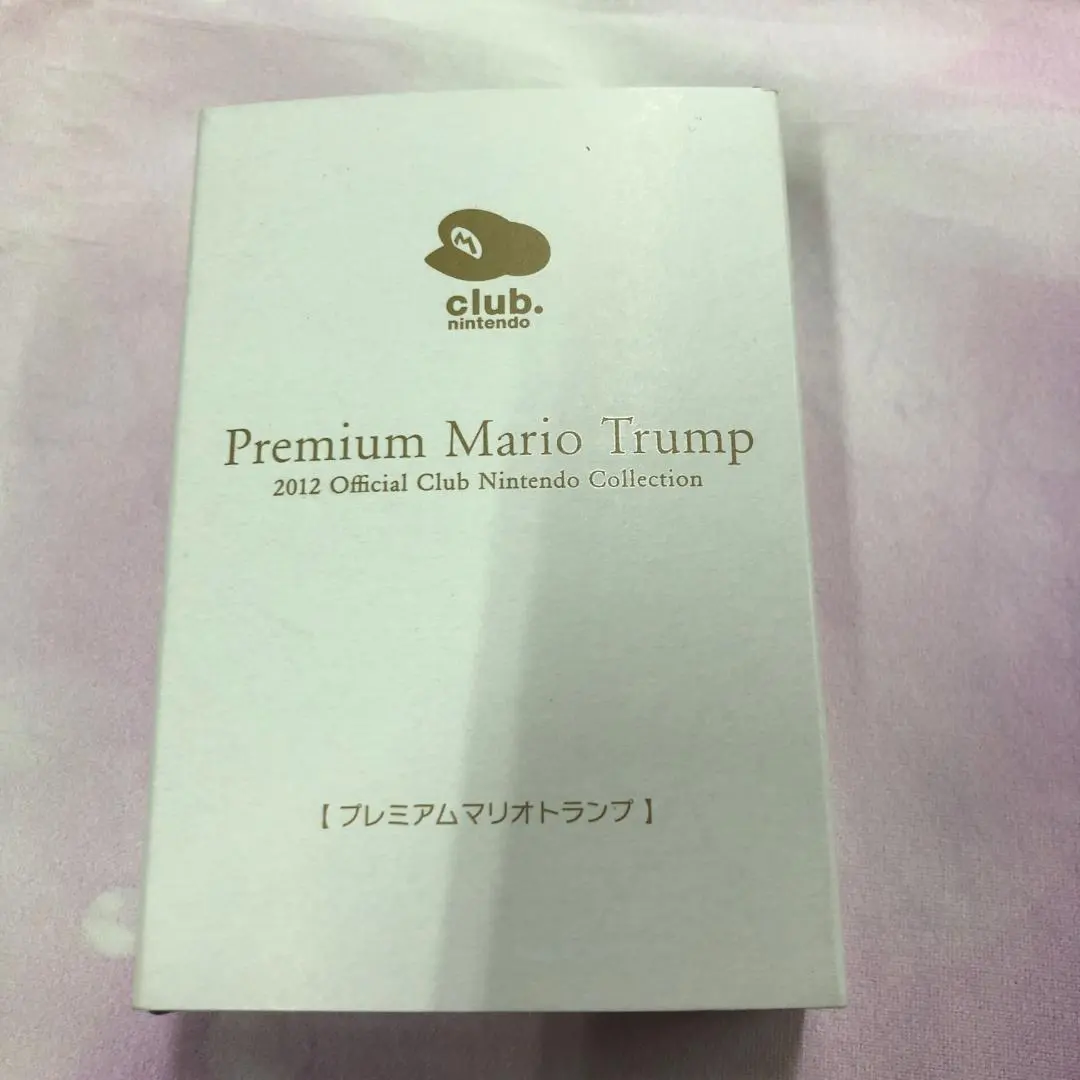 M
club.
nintendo
Premium Mario Trump
2012 Official Club Nintendo Collection
【プレミアムマリオトランプ】